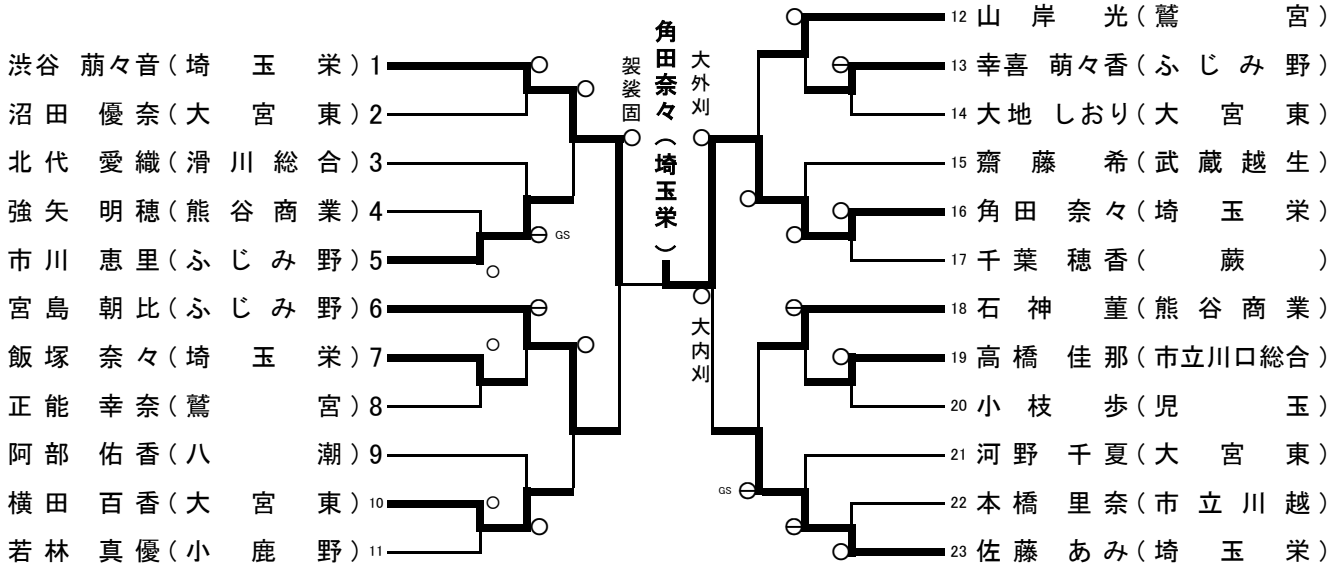 渋谷 萠々音(埼玉栄)1
沼田優奈(大宮東)2
北代愛織(滑川総合)3
強矢明穂(熊谷商業)4
市川恵里(ふじみ野)5
宮島朝比(ふじみ野)6
飯塚奈々(埼玉栄)7
正能幸奈(鷲宮)8
阿部佑香(八潮)9
横田百香(大宮東)10
若林真優(小鹿野)11
GS
袈裟固
角田奈々(埼玉栄)
大外刈
大内刈
GS
12 山岸光(鷲宮)
13 幸喜 萌々香(ふじみ野)
14 大地 しおり(大宮東)
15 齋藤希(武蔵越生)
16 角田奈々(埼玉栄)
17 千葉穂香(蕨)
18 石神菫(熊谷商業)
19 高橋佳那(市立川口総合)
20 小枝歩(児玉)
21 河野千夏(大宮東)
22 本橋里奈(市立川越)
23 佐藤あみ(埼玉栄)